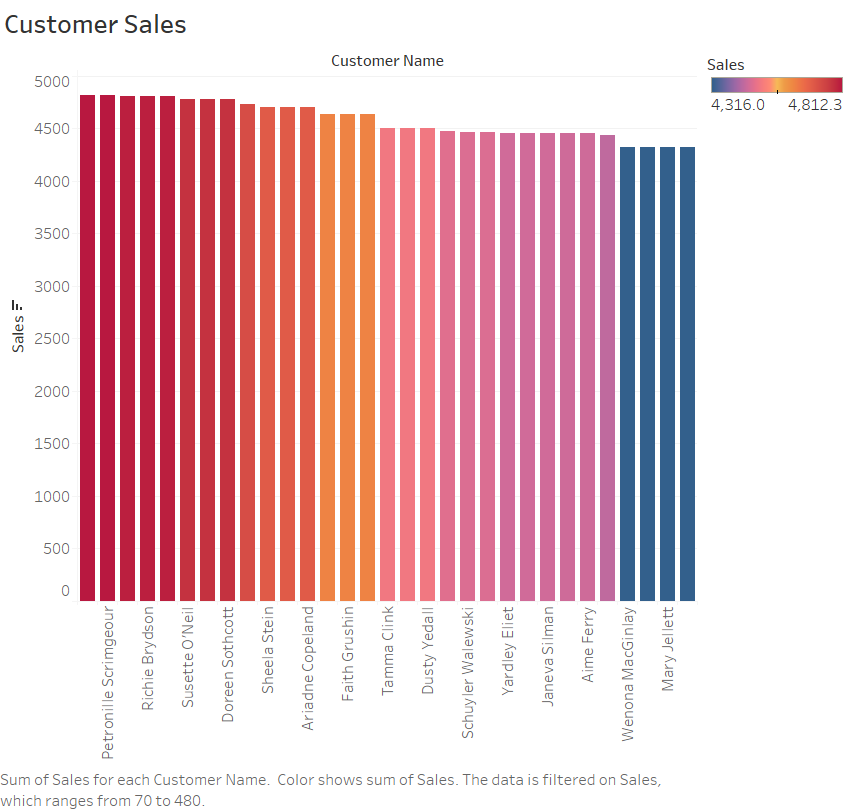 Customer Sales
Customer Name
Sales
4,316.0 4,812.3
5000
4500
4000
3500
3000
2500
2000
1500
1000
500
0
Sales
Petronille Scrimgeour
Richie Brydson
Susette O'Neil
Doreen Sothcott
Sheela Stein
Ariadne Copeland
Faith Grushin
Tamma Clink
Dusty Yedall
Schuyler Walewski
Yardley Eliet
Janeva Silman
Aime Ferry
Wenona MacGinlay
Mary Jellett
Sum of Sales for each Customer Name.  Color shows sum of Sales. The data is filtered on Sales,
which ranges from 70 to 480.